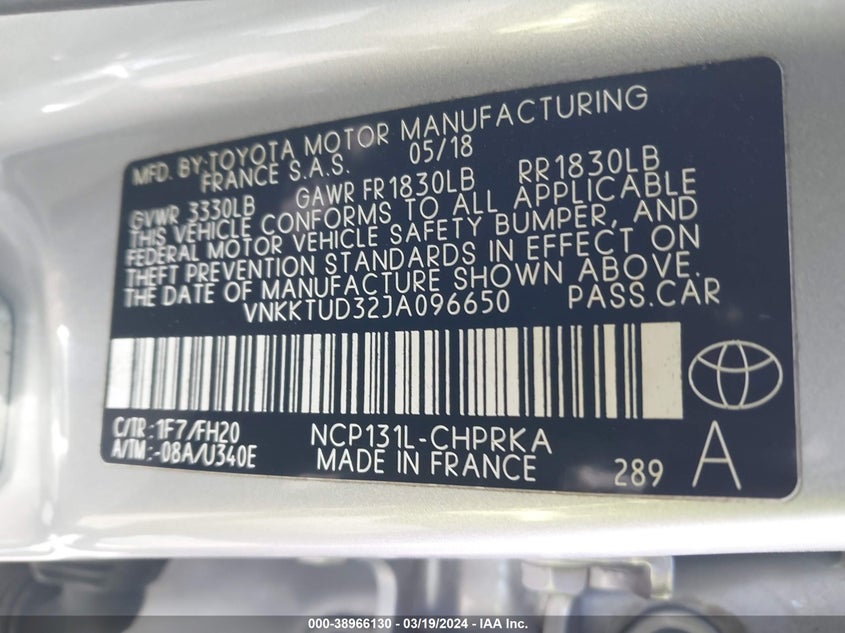 MFD. BY:TOYOTA MOTOR MANUFACTURING
FRANCE S.A.S. 05/18
GVWR 3330LB GAWR FR1830LB RR1830LB
THIS VEHICLE CONFORMS TO ALL APPLICABLE
FEDERAL MOTOR VEHICLE SAFETY BUMPER, AND
THEFT PREVENTION STANDARDS IN EFFECT ON
THE DATE OF MANUFACTURE SHOWN ABOVE.
VNKKTUD32JA096650 PASS.CAR
C/TR:1F7/FH20 NCP131L-CHPRKA
A/TM:-08A/U340E MADE IN FRANCE 289 A
000-38966130 - 03/19/2024 - IAA Inc.